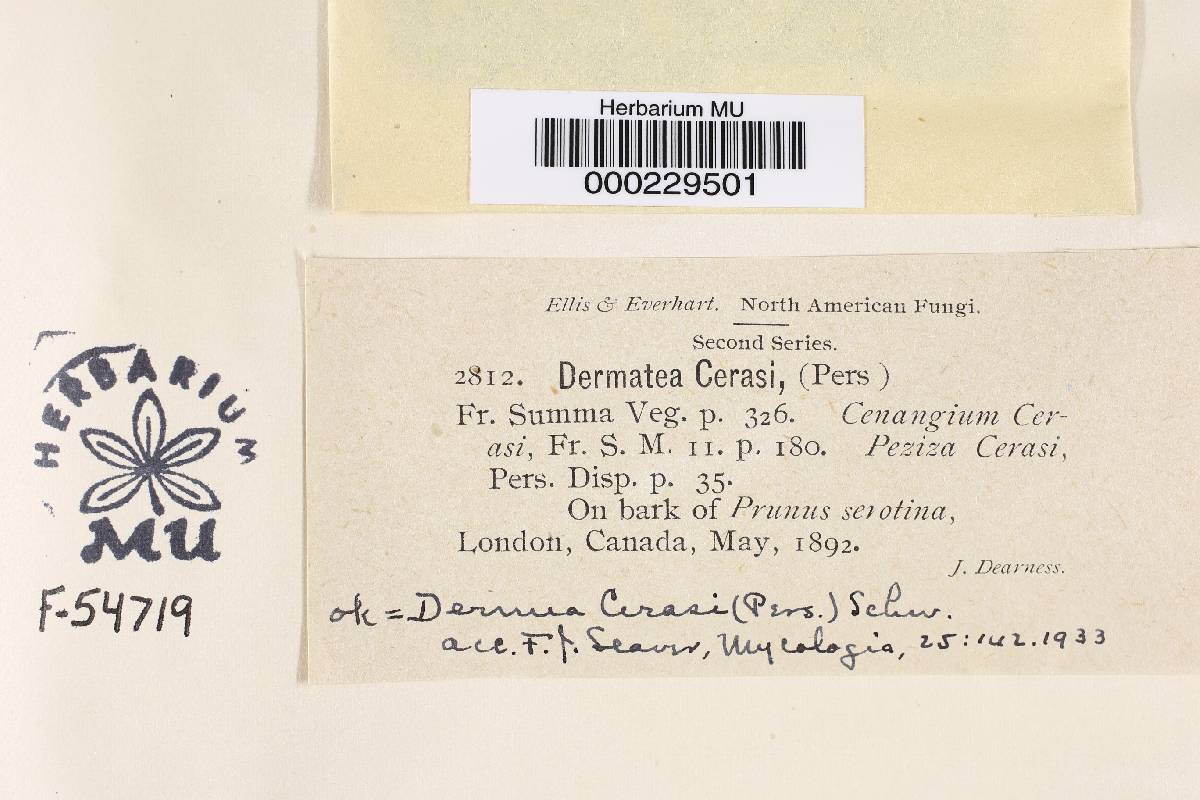 Herbarium MU
000229501
Ellis & Everhart. North American Fungi.
Second Series.
2812. Dermatea Cerasi, (Pers )
Fr. Summa Veg. p. 326. Cenangium Cer-
asi, Fr. S. M. 11. p. 180. Peziza Cerasi,
Pers. Disp. p. 35.
On bark of Prunus serotina,
London, Canada, May, 1892.
J. Dearness.
ok = Dermea Cerasi (Pers.) Schw.
acc. F. J. Seaver, Mycologia, 25:142.1933
HERBARIUM
MU
F-54719